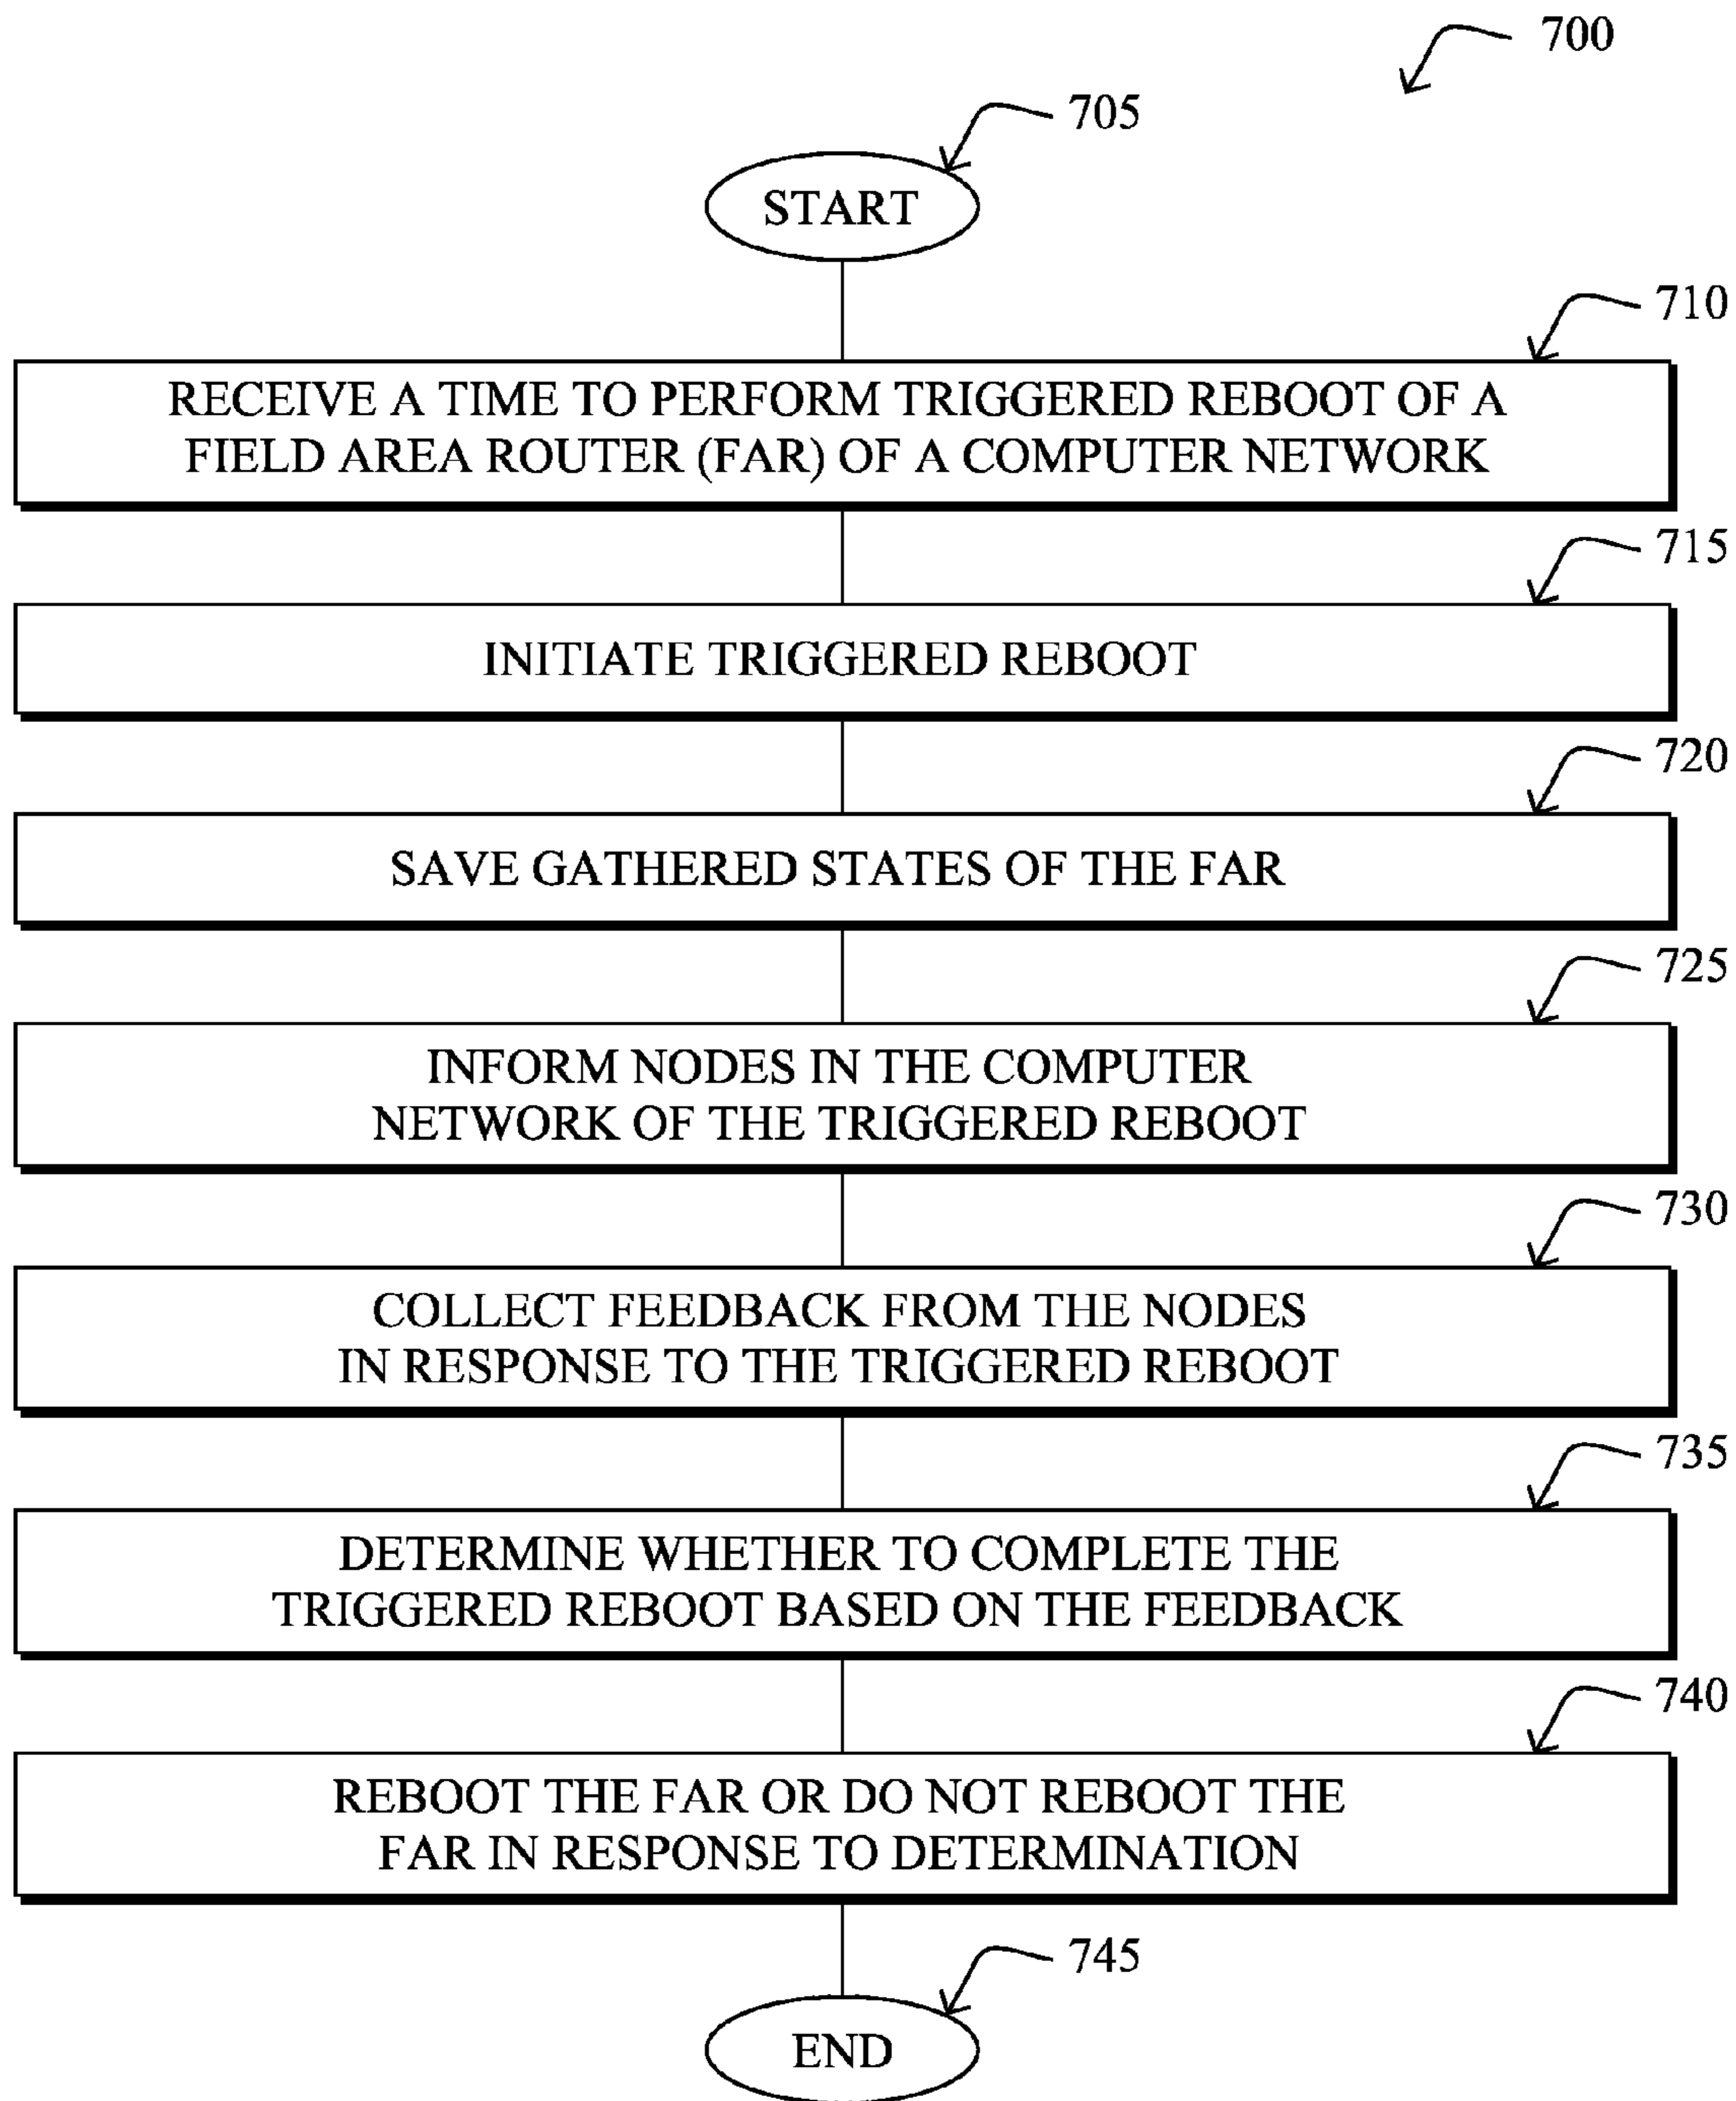 700
705
START
710
RECEIVE A TIME TO PERFORM TRIGGERED REBOOT OF A
FIELD AREA ROUTER (FAR) OF A COMPUTER NETWORK
715
INITIATE TRIGGERED REBOOT
720
SAVE GATHERED STATES OF THE FAR
725
INFORM NODES IN THE COMPUTER
NETWORK OF THE TRIGGERED REBOOT
730
COLLECT FEEDBACK FROM THE NODES
IN RESPONSE TO THE TRIGGERED REBOOT
735
DETERMINE WHETHER TO COMPLETE THE
TRIGGERED REBOOT BASED ON THE FEEDBACK
740
REBOOT THE FAR OR DO NOT REBOOT THE
FAR IN RESPONSE TO DETERMINATION
745
END